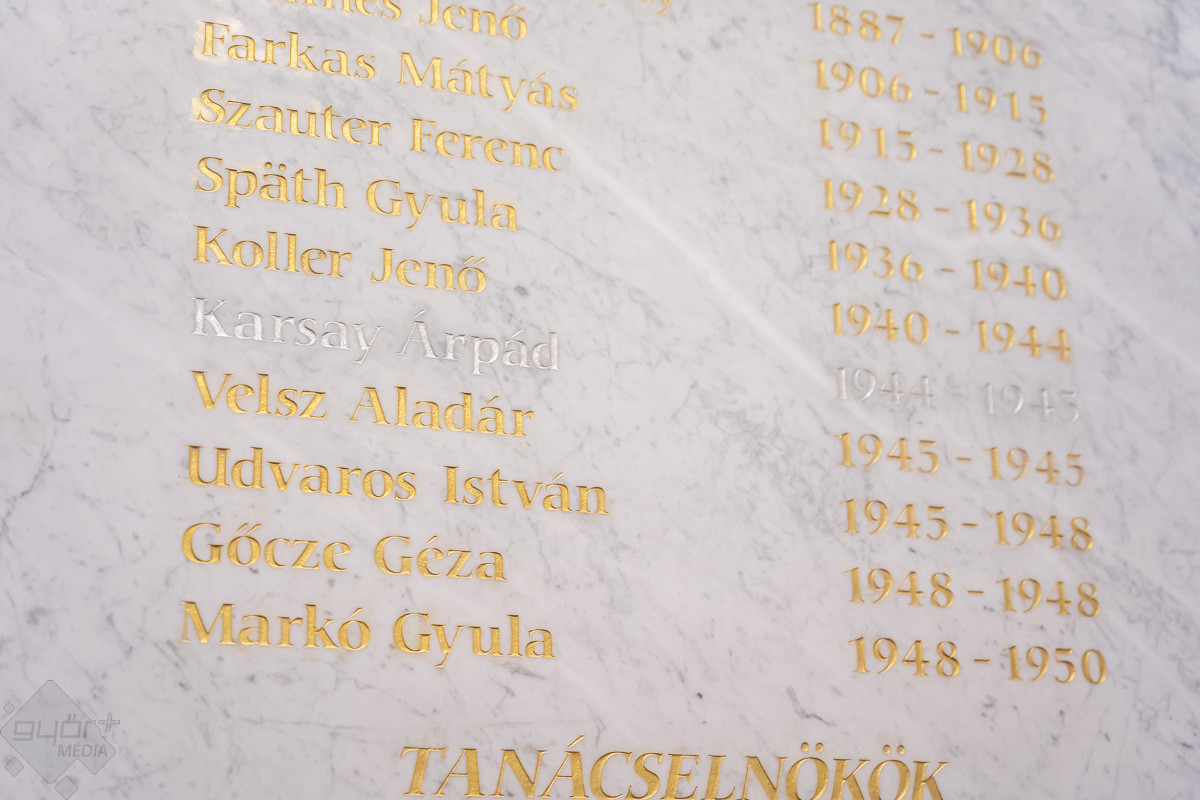 1887 - 1906
Jenő 1906 - 1915
Farkas Mátyás 1915 - 1928
Szauter Ferenc 1928 - 1936
Späth Gyula 1936 - 1940
Koller Jenő 1940 - 1944
Karsay Árpád 1944 - 1945
Velsz Aladár 1945 - 1945
Udvaros István 1945 - 1948
Gőcze Géza 1948 - 1948
Markó Gyula 1948 - 1950
TANÁCSELNÖKÖK
győr+
MÉDIA